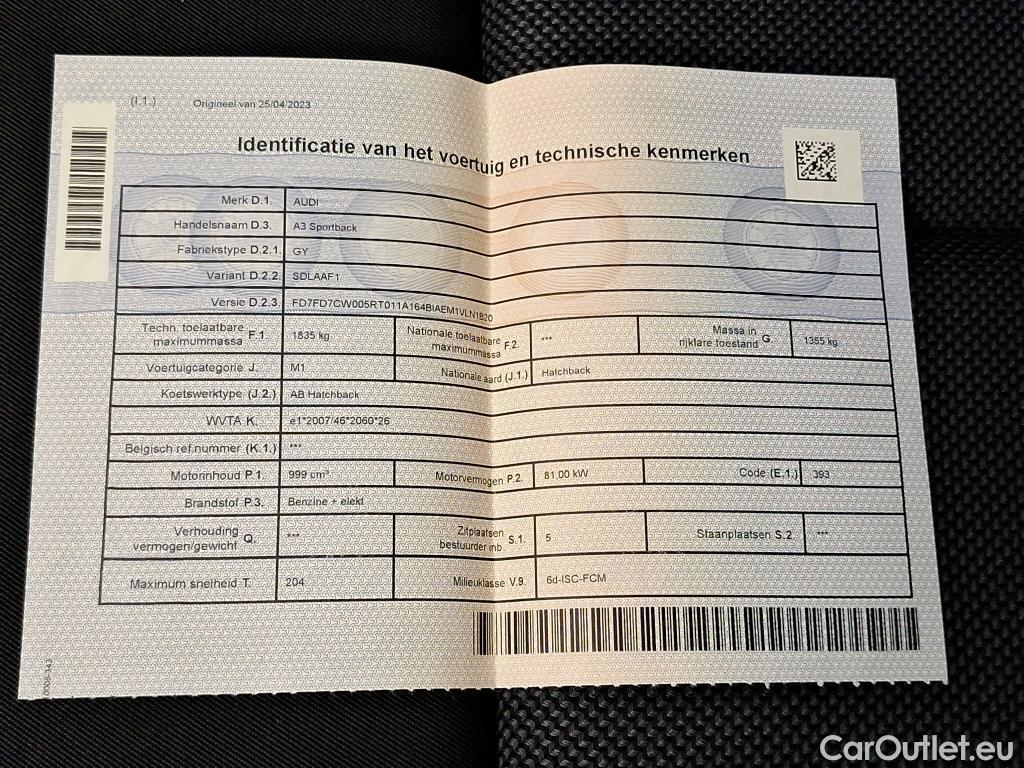 (I.1.) Origineel van 25/04/2023
Identificatie van het voertuig en technische kenmerken
Merk D.1. AUDI
Handelsnaam D.3. A3 Sportback
Fabriekstype D.2.1. GY
Variant D.2.2. SDLAAF1
Versie D.2.3. FD7FD7CW005RT011A164BIAEM1VLN1B20
Techn. toelaatbare maximummassa F.1. 1835 kg Nationale toelaatbare maximummassa F.2. *** Massa in rijklare toestand G. 1355 kg
Voertuigcategorie J. M1 Nationale aard (J.1.) Hatchback
Koetswerktype (J.2.) AB Hatchback
WVTA K. e1*2007/46*2060*26
Belgisch ref.nummer (K.1.) ***
Motorinhoud P.1. 999 cm³ Motorvermogen P.2. 81,00 kW Code (E.1.) 393
Brandstof P.3. Benzine + elekt
Verhouding vermogen/gewicht Q. *** Zitplaatsen bestuurder inb. S.1. 5 Staanplaatsen S.2. ***
Maximum snelheid T. 204 Milieuklasse V.9. 6d-ISC-FCM
CarOutlet.eu